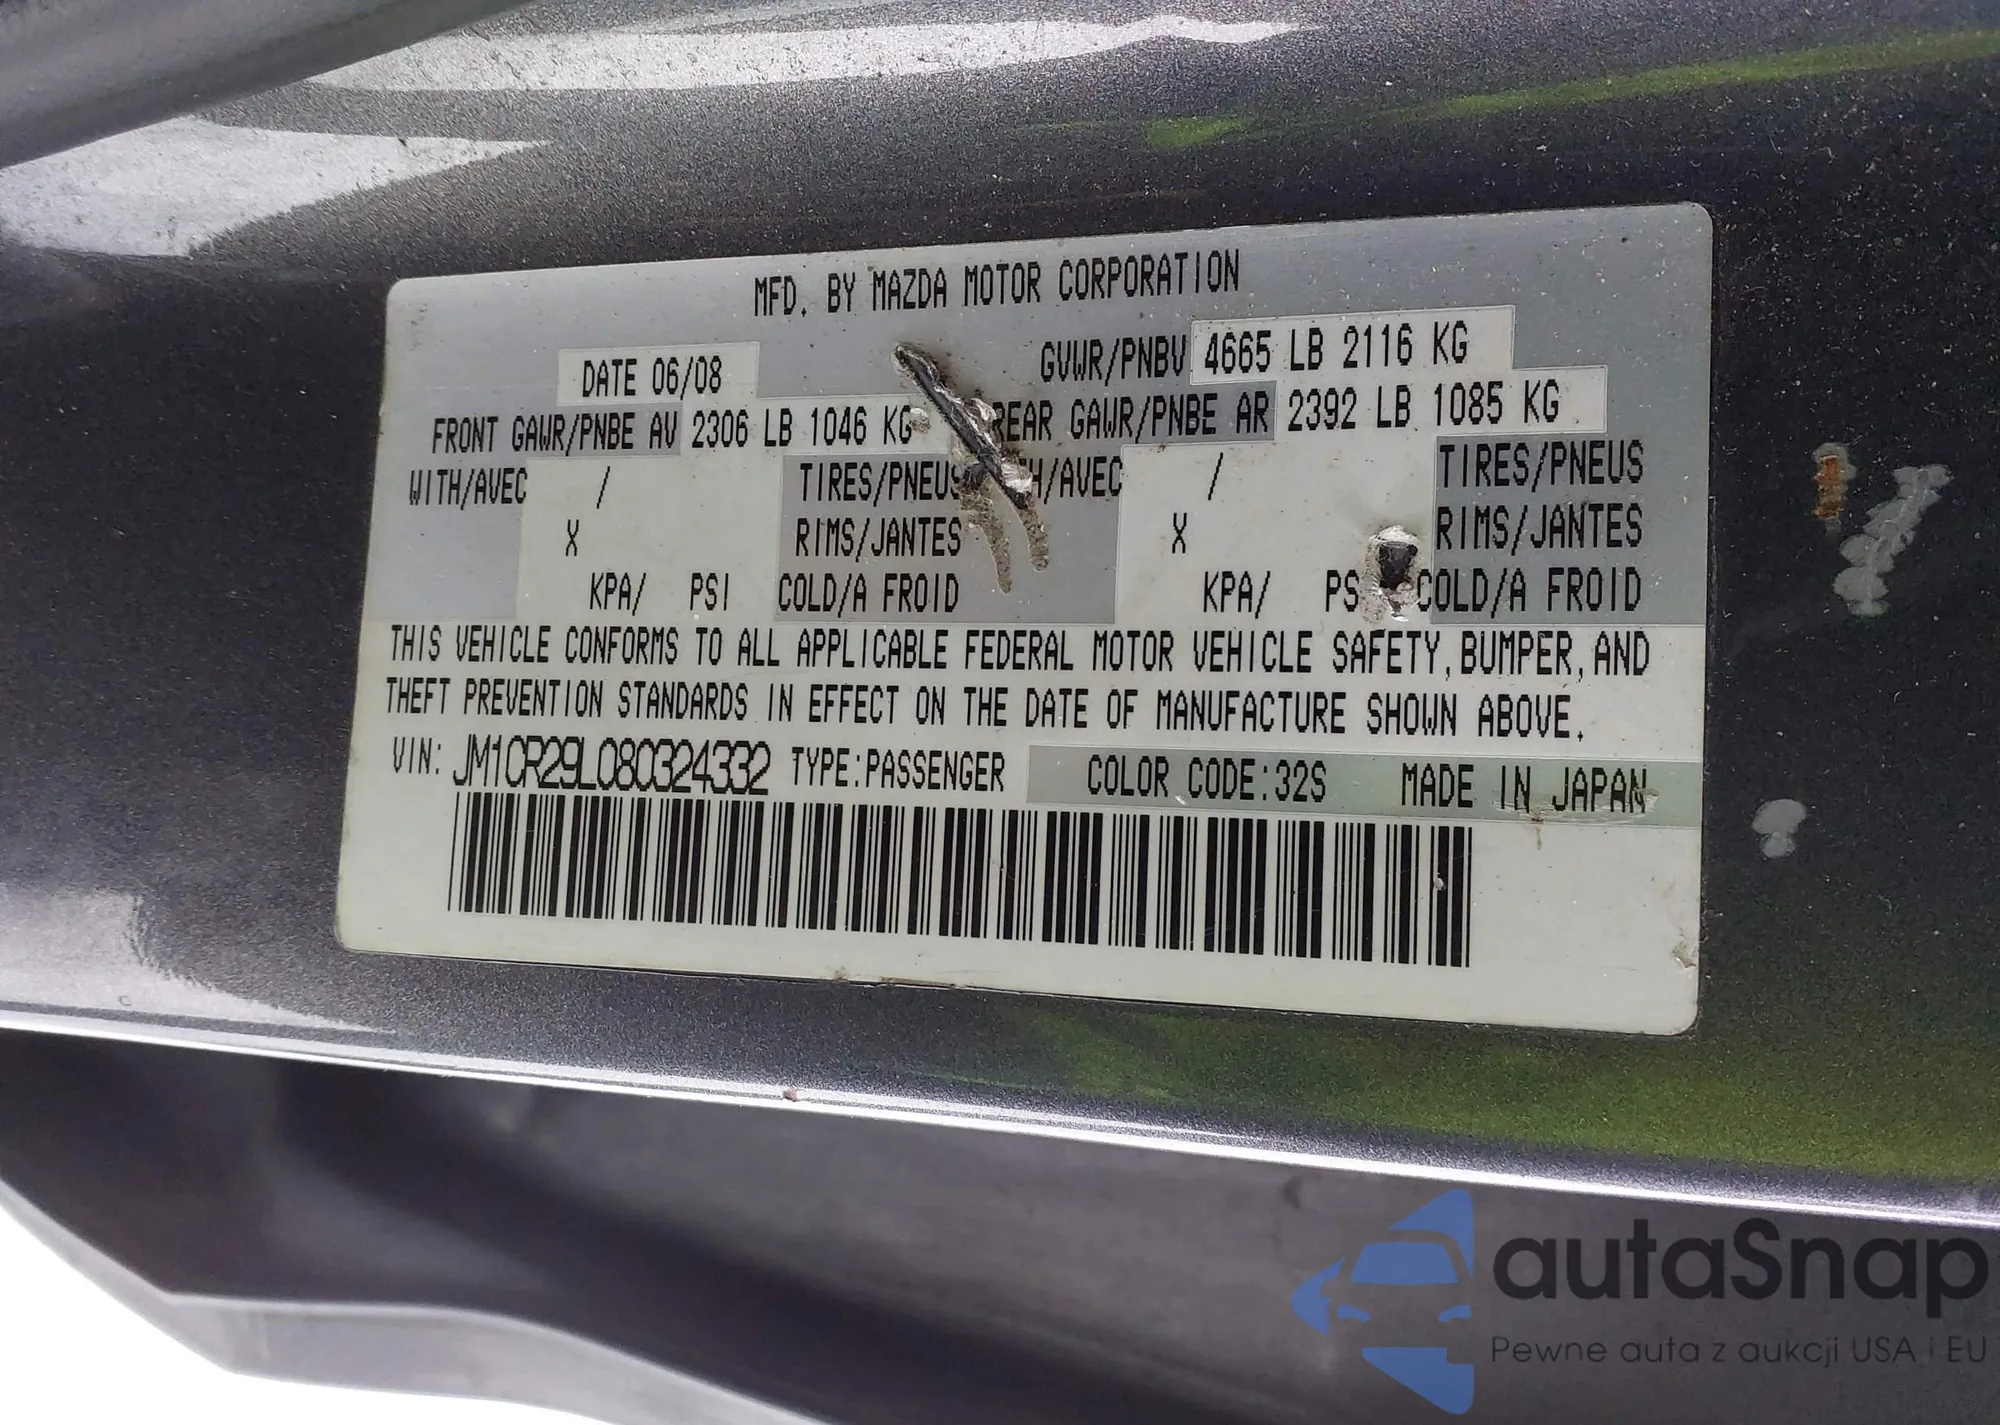 MFD. BY MAZDA MOTOR CORPORATION
DATE 06/08 GVWR/PNBV 4665 LB 2116 KG
FRONT GAWR/PNBE AV 2306 LB 1046 KG REAR GAWR/PNBE AR 2392 LB 1085 KG
WITH/AVEC / TIRES/PNEUS /AVEC / TIRES/PNEUS
X RIMS/JANTES X RIMS/JANTES
KPA/ PSI COLD/A FROID KPA/ PS COLD/A FROID
THIS VEHICLE CONFORMS TO ALL APPLICABLE FEDERAL MOTOR VEHICLE SAFETY, BUMPER, AND
THEFT PREVENTION STANDARDS IN EFFECT ON THE DATE OF MANUFACTURE SHOWN ABOVE.
VIN: JM1CR29L080324332 TYPE:PASSENGER COLOR CODE:32S MADE IN JAPAN
autaSnap
Pewne auta z aukcji USA i EU